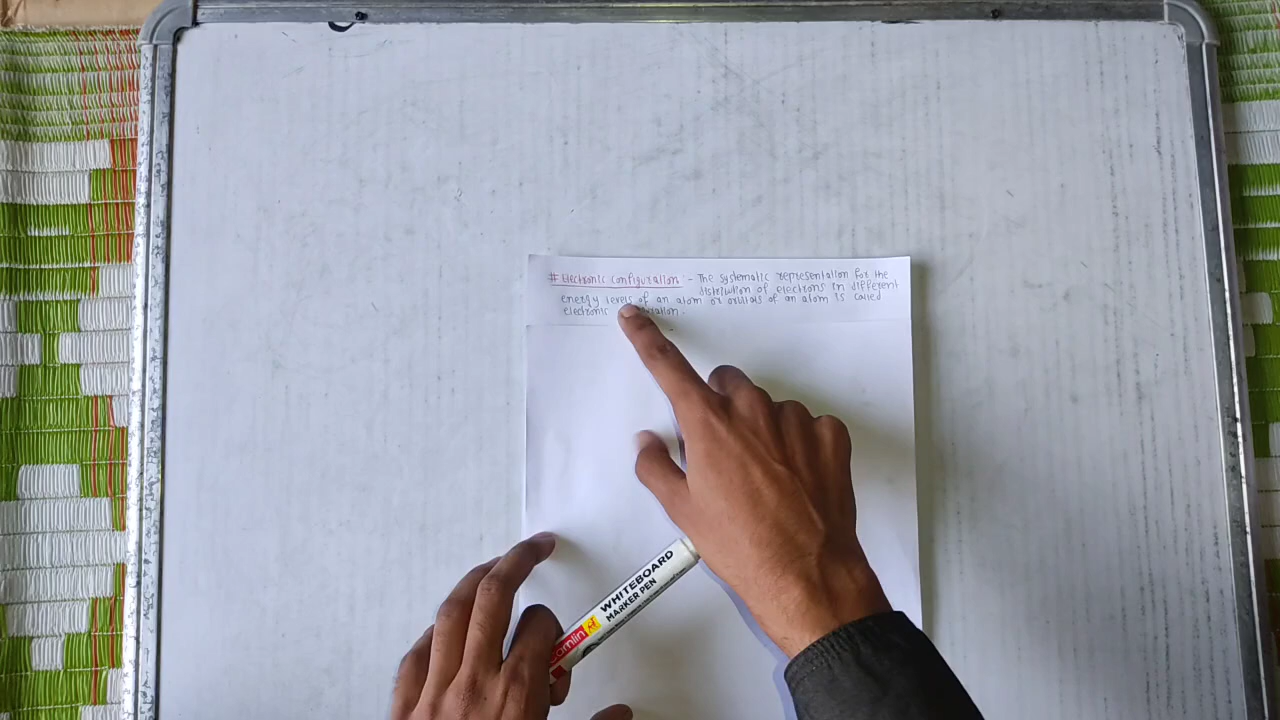 # Electronic Configuration :- The systematic representation for the
distribution of electrons in different
energy levels of an atom or orbitals of an atom is called
electronic
Camlin
WHITEBOARD
MARKER PEN